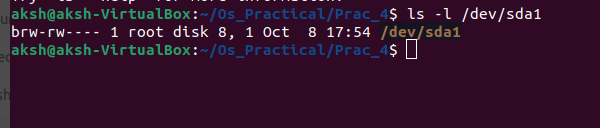 aksh@aksh-VirtualBox:~/Os_Practical/Prac_4$ ls -l /dev/sda1
brw-rw---- 1 root disk 8, 1 Oct  8 17:54 /dev/sda1
aksh@aksh-VirtualBox:~/Os_Practical/Prac_4$